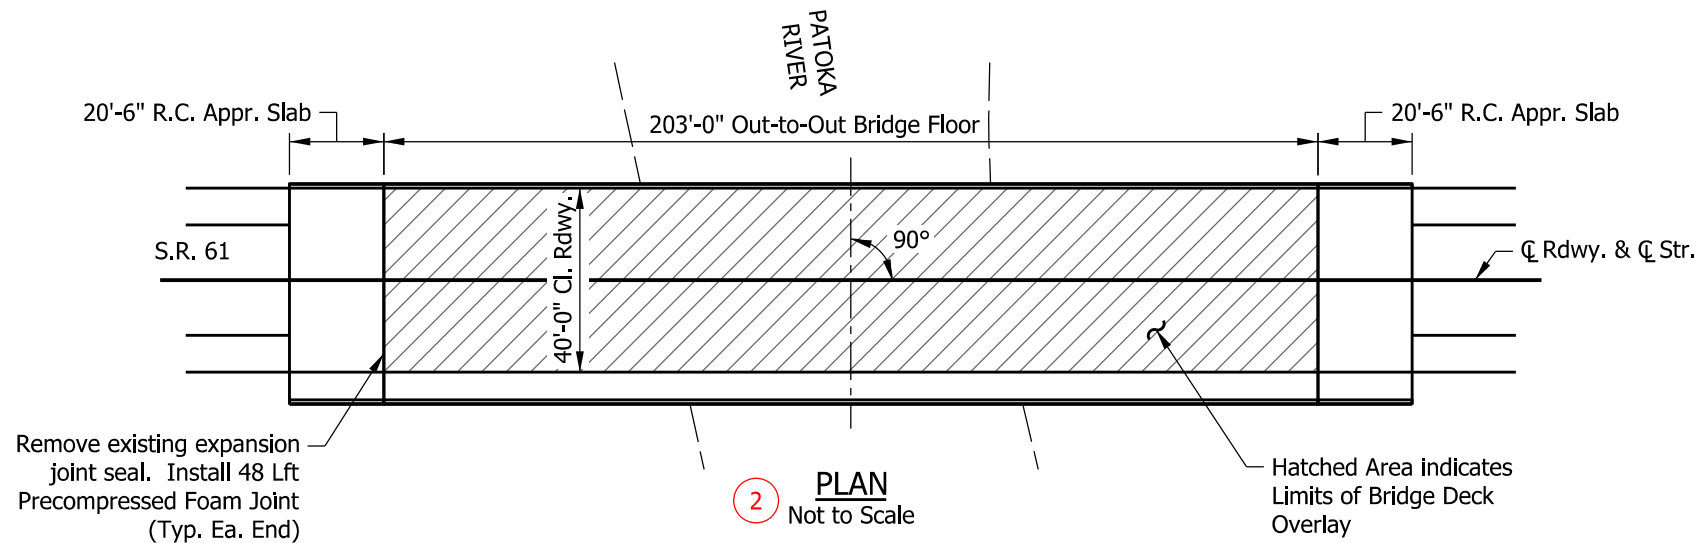 PATOKA
RIVER
20'-6" R.C. Appr. Slab
203'-0" Out-to-Out Bridge Floor
20'-6" R.C. Appr. Slab
S.R. 61
40'-0" Cl. Rdwy.
90°
℄ Rdwy. & ℄ Str.
Remove existing expansion
joint seal. Install 48 Lft
Precompressed Foam Joint
(Typ. Ea. End)
2
PLAN
Not to Scale
Hatched Area indicates
Limits of Bridge Deck
Overlay